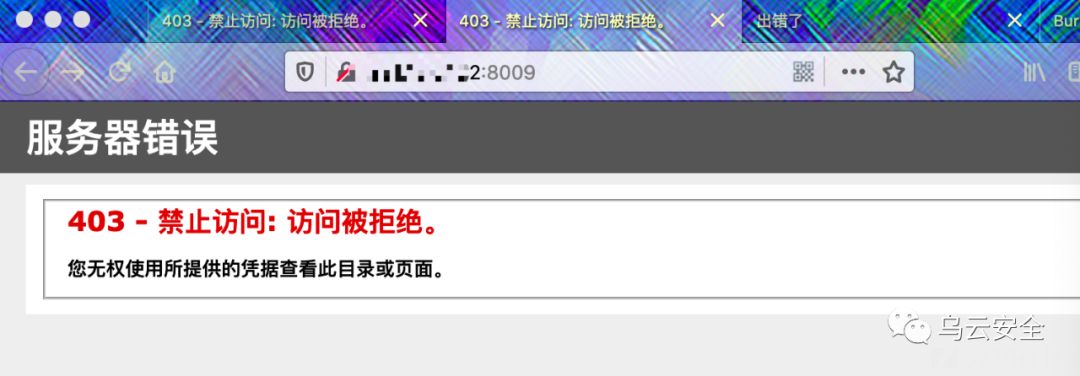 403 - 禁止访问: 访问被拒绝。
403 - 禁止访问: 访问被拒绝。
出错了
Bur
2:8009
服务器错误
403 - 禁止访问: 访问被拒绝。
您无权使用所提供的凭据查看此目录或页面。
乌云安全